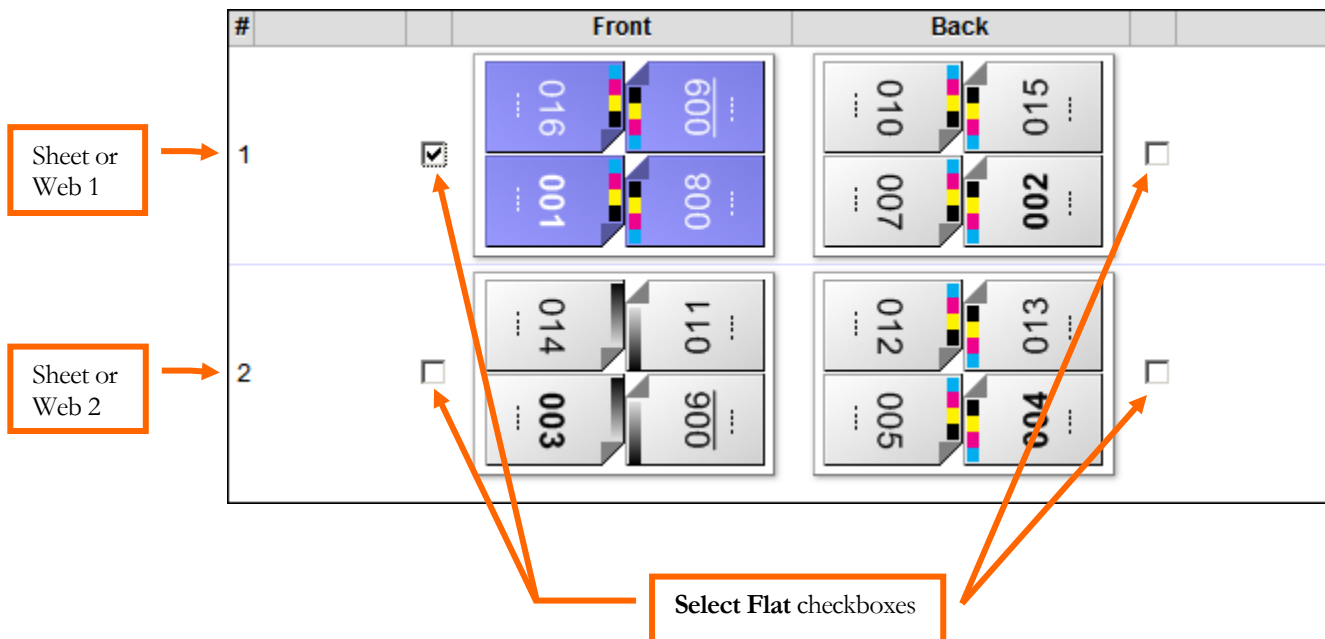 # Front Back
016 009 010 015
Sheet or
Web 1
1
001 008 007 002
014 011 012 013
Sheet or
Web 2
2
003 006 005 004
Select Flat checkboxes